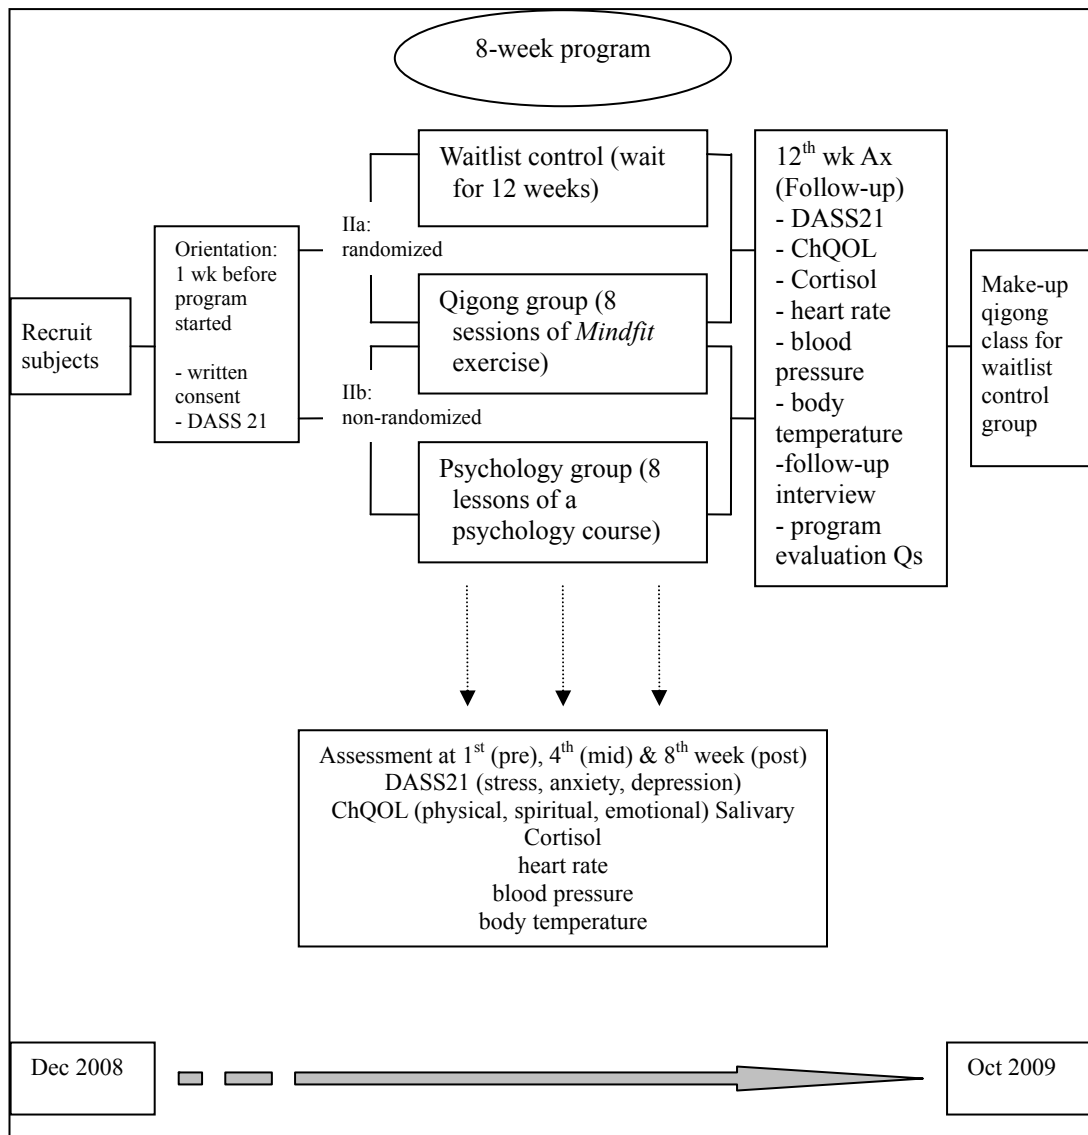 8-week program
Recruit
subjects
Orientation:
1 wk before
program
started
- written
consent
- DASS 21
IIa:
randomized
IIb:
non-randomized
Waitlist control (wait
for 12 weeks)
Qigong group (8
sessions of Mindfit
exercise)
Psychology group (8
lessons of a
psychology course)
12th wk Ax
(Follow-up)
- DASS21
- ChQOL
- Cortisol
- heart rate
- blood
pressure
- body
temperature
-follow-up
interview
- program
evaluation Qs
Make-up
qigong
class for
waitlist
control
group
Assessment at 1st (pre), 4th (mid) & 8th week (post)
DASS21 (stress, anxiety, depression)
ChQOL (physical, spiritual, emotional) Salivary
Cortisol
heart rate
blood pressure
body temperature
Dec 2008
Oct 2009